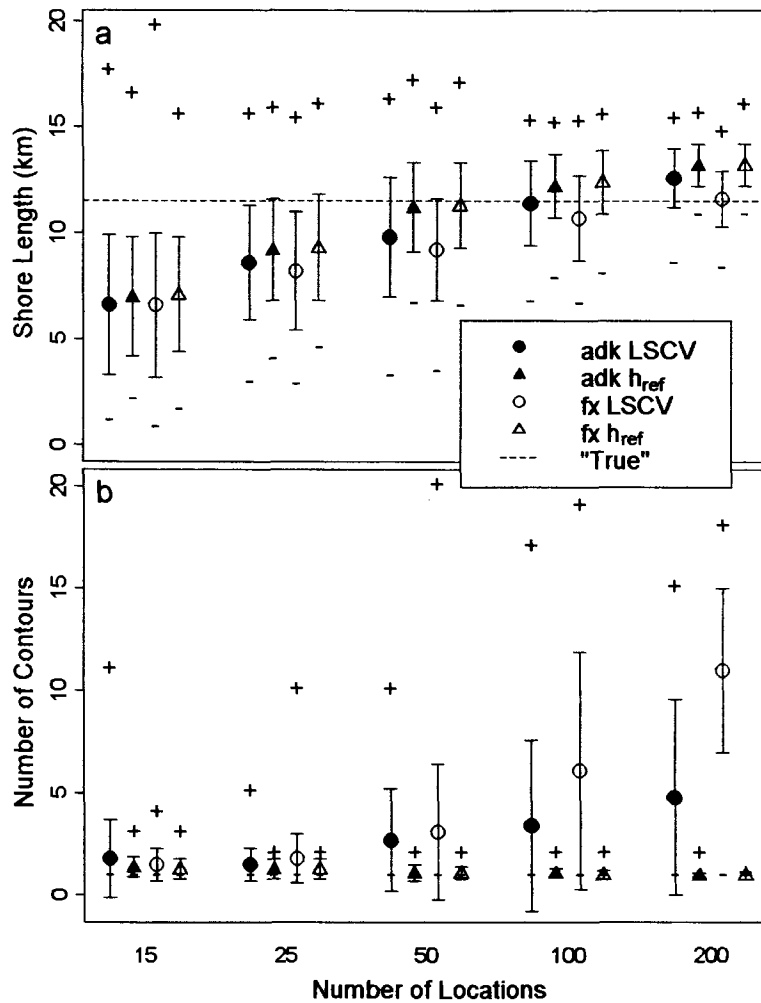 a
20
15
10
5
0
Shore Length (km)
adk LSCV
adk h_ref
fx LSCV
fx h_ref
"True"
b
20
15
10
5
0
Number of Contours
15 25 50 100 200
Number of Locations